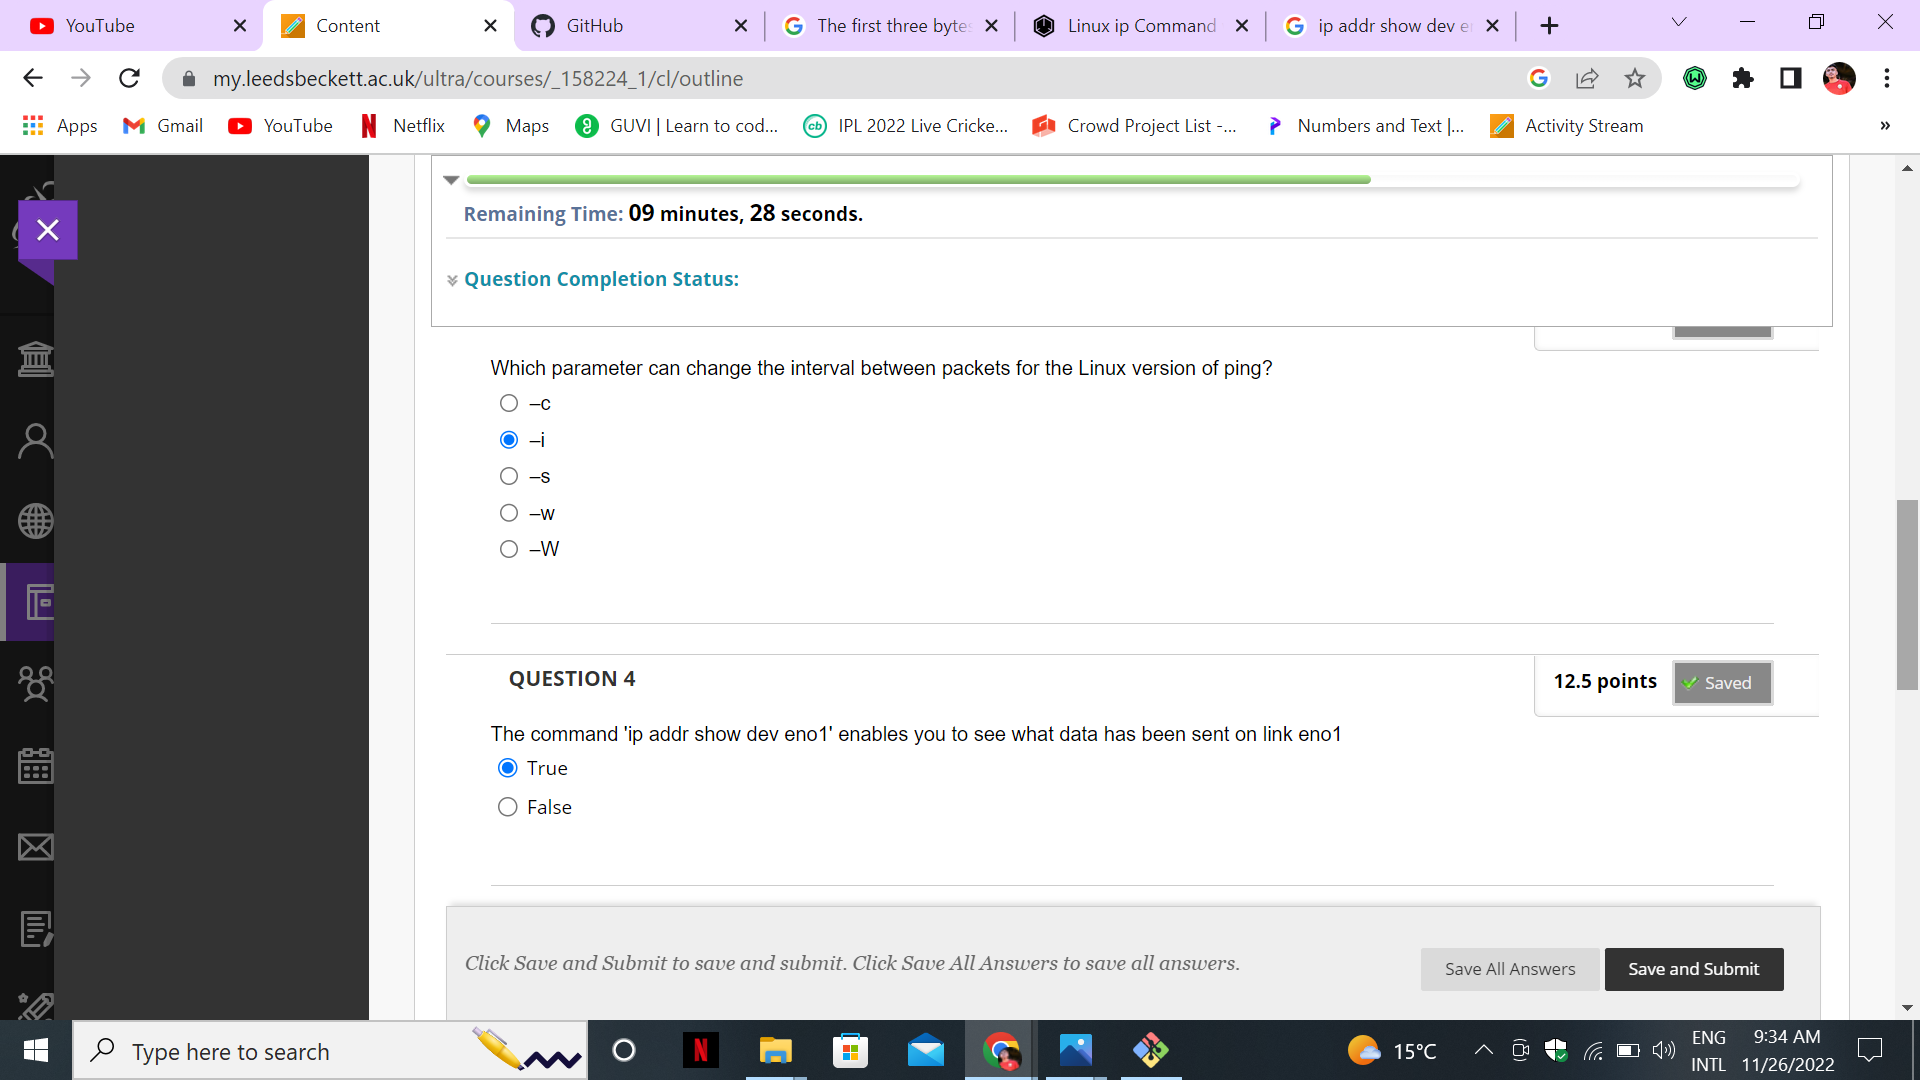 YouTube
Content
GitHub
The first three bytes
Linux ip Command
ip addr show dev e
my.leedsbeckett.ac.uk/ultra/courses/_158224_1/cl/outline
Apps
Gmail
YouTube
Netflix
Maps
GUVI | Learn to cod...
IPL 2022 Live Cricke...
Crowd Project List -...
Numbers and Text |...
Activity Stream
»
Remaining Time: 09 minutes, 28 seconds.
Question Completion Status:
Which parameter can change the interval between packets for the Linux version of ping?
–c
–i
–s
–w
–W
QUESTION 4
12.5 points
Saved
The command 'ip addr show dev eno1' enables you to see what data has been sent on link eno1
True
False
Click Save and Submit to save and submit. Click Save All Answers to save all answers.
Save All Answers
Save and Submit
Type here to search
15°C
ENG
INTL
9:34 AM
11/26/2022